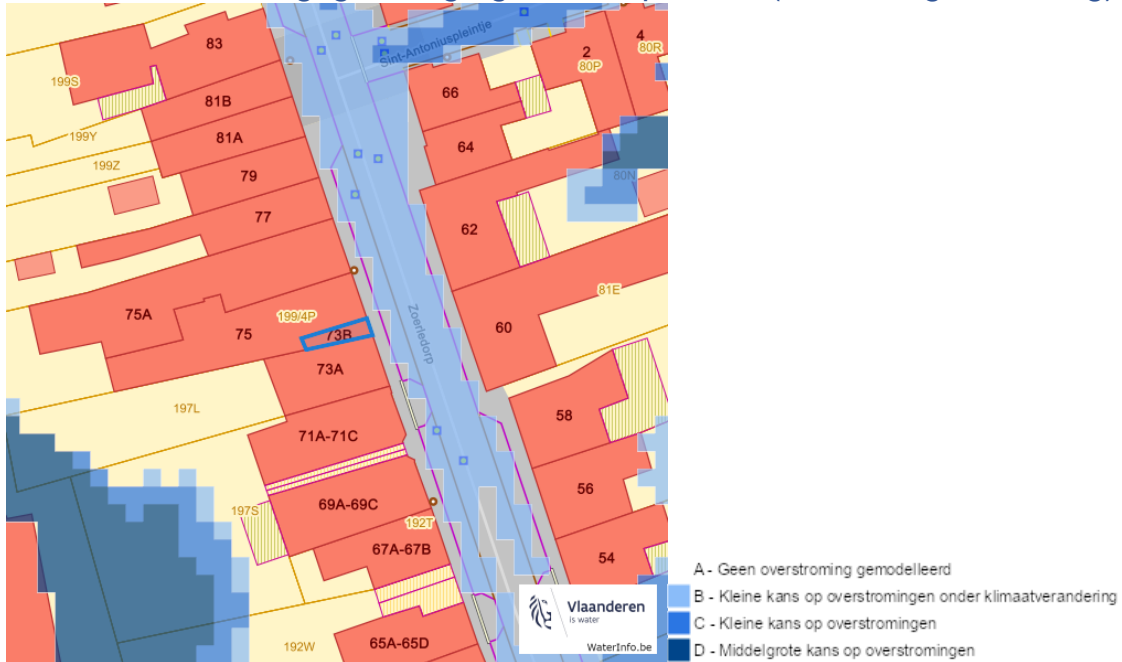 83
Sint-Antoniuspleintje
2
4
80R
80P
199S
66
81B
199Y
81A
64
199Z
79
80N
77
62
81E
75A
199/4P
75
73B
Zoerledorp
60
73A
197L
58
71A-71C
56
69A-69C
197S
192T
67A-67B
54
192W
65A-65D
Vlaanderen
is water
WaterInfo.be
A - Geen overstroming gemodelleerd
B - Kleine kans op overstromingen onder klimaatverandering
C - Kleine kans op overstromingen
D - Middelgrote kans op overstromingen